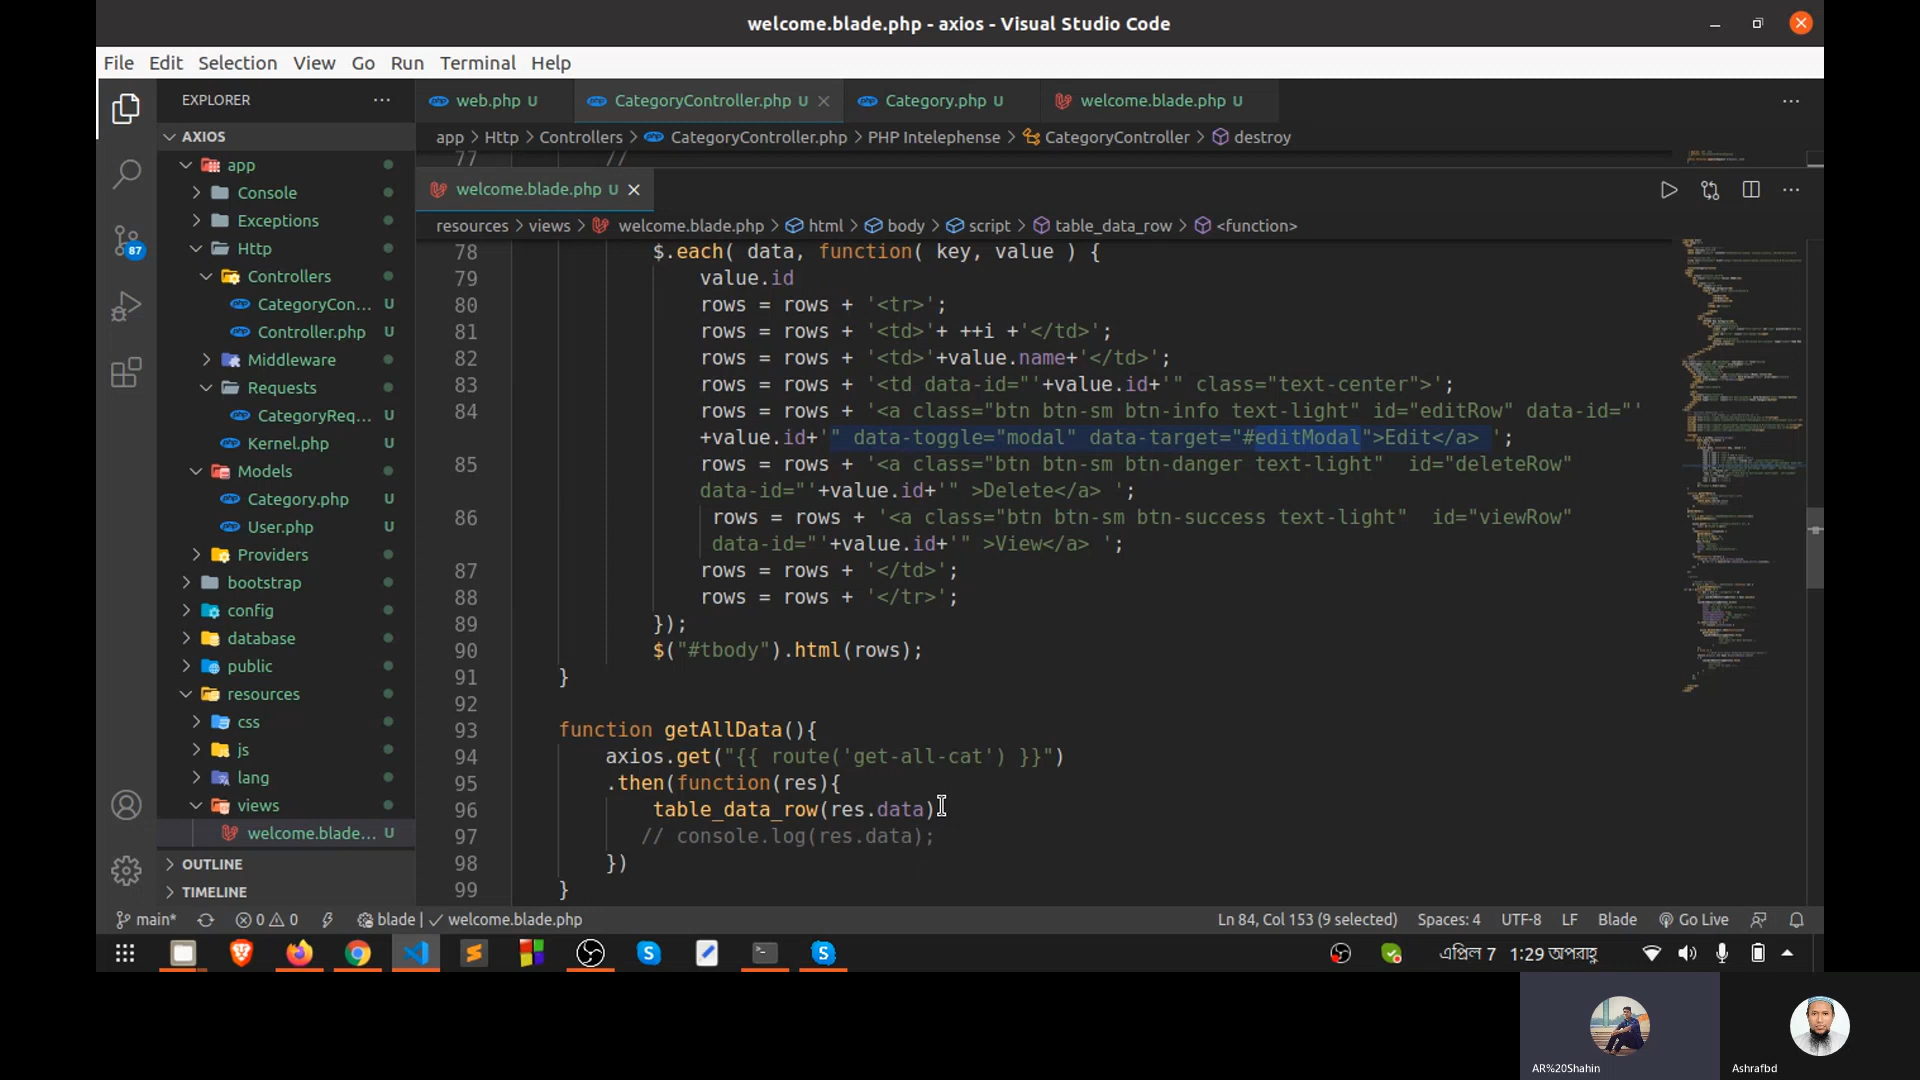 welcome.blade.php - axios - Visual Studio Code
File Edit Selection View Go Run Terminal Help
EXPLORER ···
web.php U
CategoryController.php U
Category.php U
welcome.blade.php U
···
AXIOS
app > Http > Controllers > CategoryController.php > PHP Intelephense > CategoryController > destroy
77 //
welcome.blade.php U
resources > views > welcome.blade.php > html > body > script > table_data_row > <function>
app
Console
Exceptions
Http
Controllers
CategoryCon... U
Controller.php U
Middleware
Requests
CategoryReq... U
Kernel.php U
Models
Category.php U
User.php U
Providers
bootstrap
config
database
public
resources
css
js
lang
views
welcome.blade... U
OUTLINE
TIMELINE
87
78 $.each( data, function( key, value ) {
79 value.id
80 rows = rows + '<tr>';
81 rows = rows + '<td>'+ ++i +'</td>';
82 rows = rows + '<td>'+value.name+'</td>';
83 rows = rows + '<td data-id="'+value.id+'" class="text-center">';
84 rows = rows + '<a class="btn btn-sm btn-info text-light" id="editRow" data-id="'
+value.id+'" data-toggle="modal" data-target="#editModal">Edit</a> ';
85 rows = rows + '<a class="btn btn-sm btn-danger text-light"  id="deleteRow"
data-id="'+value.id+'" >Delete</a> ';
86 rows = rows + '<a class="btn btn-sm btn-success text-light"  id="viewRow"
data-id="'+value.id+'" >View</a> ';
87 rows = rows + '</td>';
88 rows = rows + '</tr>';
89 });
90 $("#tbody").html(rows);
91 }
92
93 function getAllData(){
94 axios.get("{{ route('get-all-cat') }}")
95 .then(function(res){
96 table_data_row(res.data)
97 // console.log(res.data);
98 })
99 }
main* 0 0 blade | ✓ welcome.blade.php Ln 84, Col 153 (9 selected) Spaces: 4 UTF-8 LF Blade Go Live
এপ্রিল 7 1:29 অপরাহ্ণ
AR%20Shahin
Ashrafbd